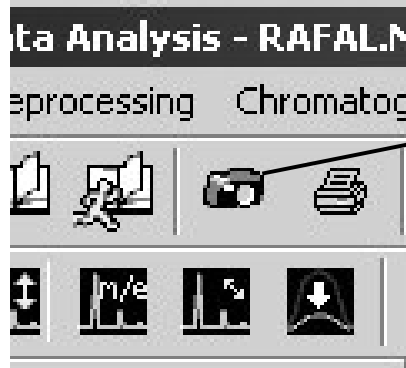 ta Analysis - RAFAL.M
eprocessing Chromatog
m/e